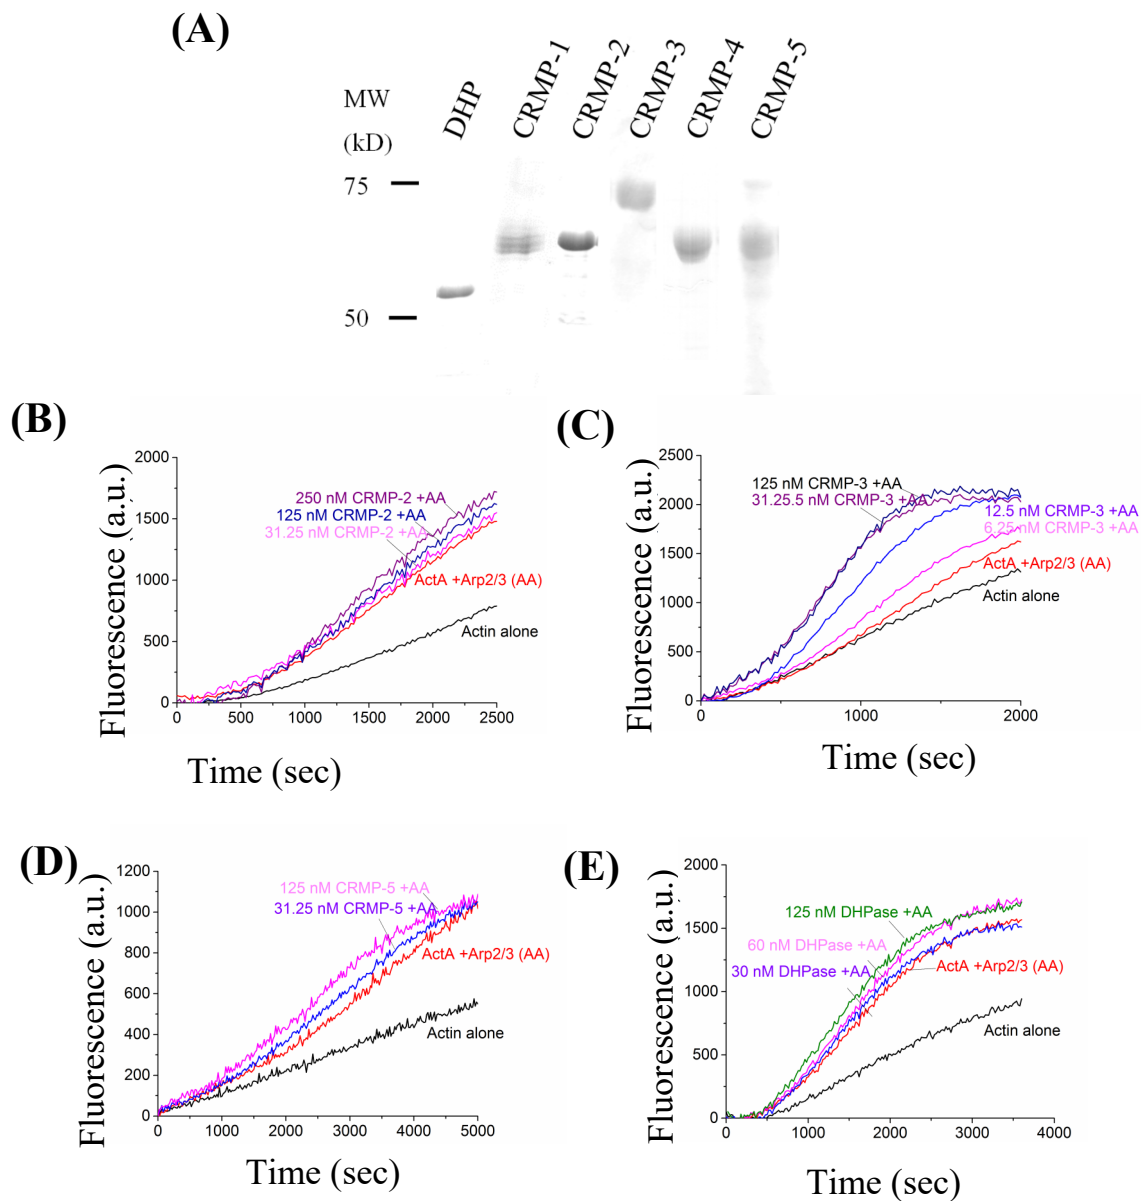 (A)
MW
(kD)
DHP
CRMP-1
CRMP-2
CRMP-3
CRMP-4
CRMP-5
75
50
(B)
Fluorescence (a.u.)
2000
1500
1000
500
0
250 nM CRMP-2 +AA
125 nM CRMP-2 +AA
31.25 nM CRMP-2 +AA
ActA +Arp2/3 (AA)
Actin alone
0 500 1000 1500 2000 2500
Time (sec)
(C)
Fluorescence (a.u.)
2500
2000
1500
1000
500
0
125 nM CRMP-3 +AA
31.25.5 nM CRMP-3 +AA
12.5 nM CRMP-3 +AA
6.25 nM CRMP-3 +AA
ActA +Arp2/3 (AA)
Actin alone
0 1000 2000
Time (sec)
(D)
Fluorescence (a.u.)
1200
1000
800
600
400
200
0
125 nM CRMP-5 +AA
31.25 nM CRMP-5 +AA
ActA +Arp2/3 (AA)
Actin alone
0 1000 2000 3000 4000 5000
Time (sec)
(E)
Fluorescence (a.u.)
2000
1500
1000
500
0
125 nM DHPase +AA
60 nM DHPase +AA
30 nM DHPase +AA
ActA +Arp2/3 (AA)
Actin alone
0 1000 2000 3000 4000
Time (sec)